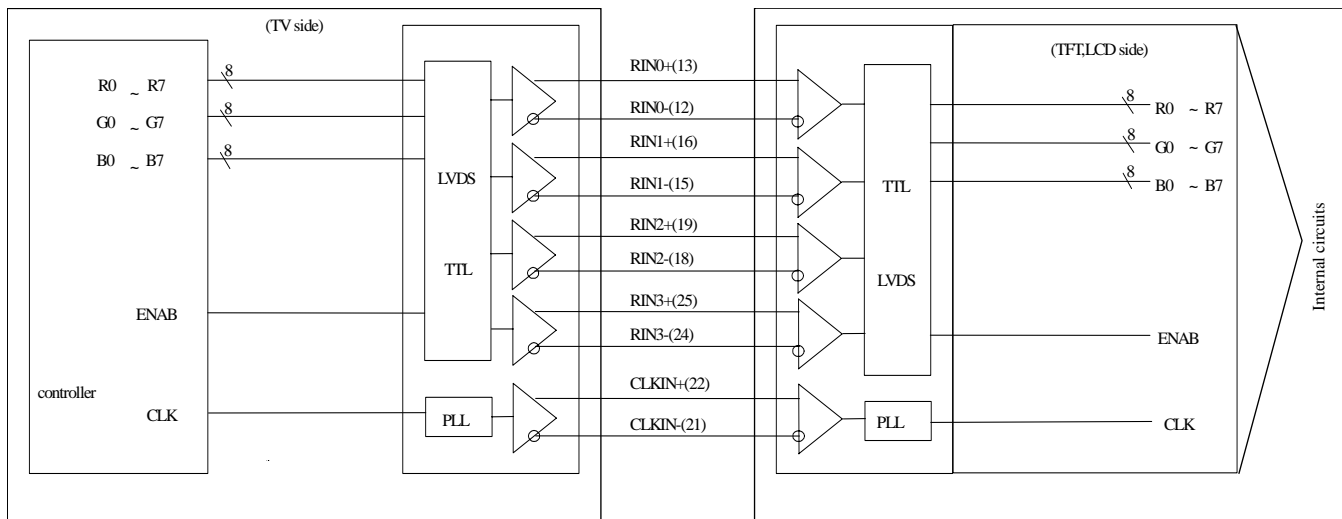 (TV side)
(TFT,LCD side)
R0 ~ R7
G0 ~ G7
B0 ~ B7
ENAB
controller
CLK
8
8
8
LVDS
TTL
PLL
RIN0+(13)
RIN0-(12)
RIN1+(16)
RIN1-(15)
RIN2+(19)
RIN2-(18)
RIN3+(25)
RIN3-(24)
CLKIN+(22)
CLKIN-(21)
TTL
LVDS
PLL
8
8
8
R0 ~ R7
G0 ~ G7
B0 ~ B7
ENAB
CLK
Internal circuits